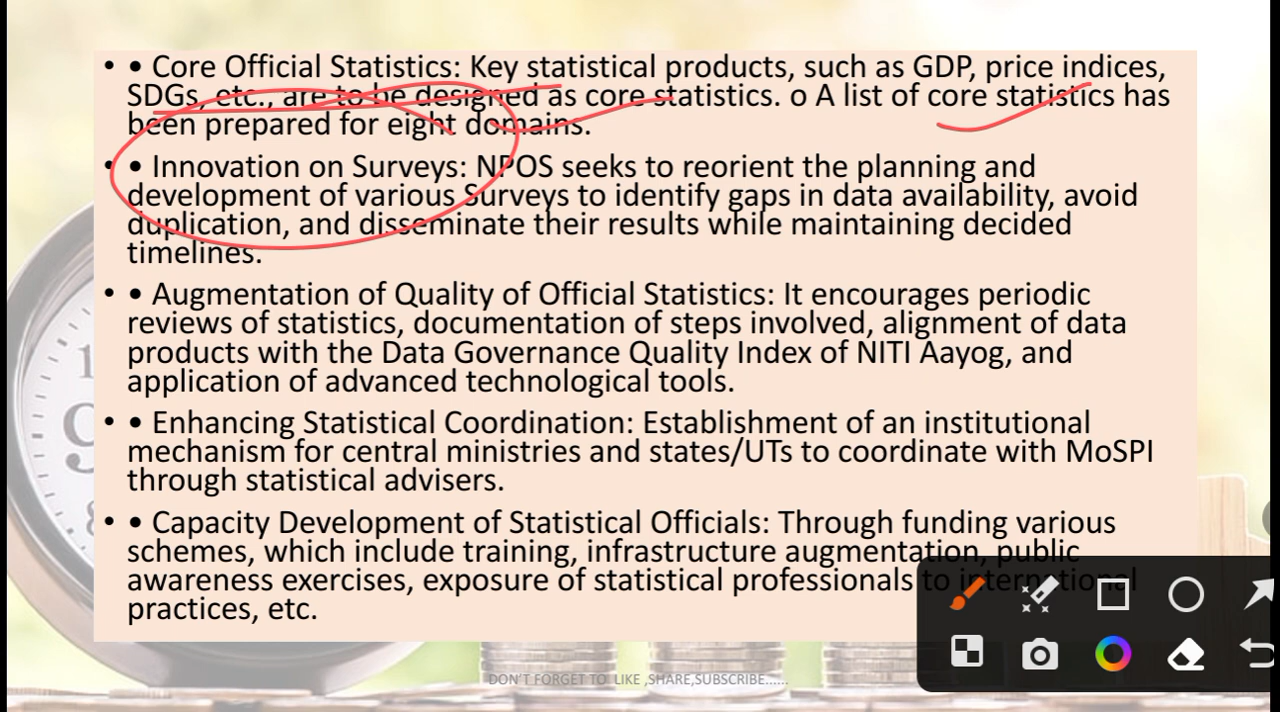 • • Core Official Statistics: Key statistical products, such as GDP, price indices,
SDGs, etc., are to be designed as core statistics. o A list of core statistics has
been prepared for eight domains.
• • Innovation on Surveys: NPOS seeks to reorient the planning and
development of various Surveys to identify gaps in data availability, avoid
duplication, and disseminate their results while maintaining decided
timelines.
• • Augmentation of Quality of Official Statistics: It encourages periodic
reviews of statistics, documentation of steps involved, alignment of data
products with the Data Governance Quality Index of NITI Aayog, and
application of advanced technological tools.
• • Enhancing Statistical Coordination: Establishment of an institutional
mechanism for central ministries and states/UTs to coordinate with MoSPI
through statistical advisers.
• • Capacity Development of Statistical Officials: Through funding various
schemes, which include training, infrastructure augmentation, public
awareness exercises, exposure of statistical professionals to international
practices, etc.
DON'T FORGET TO LIKE ,SHARE,SUBSCRIBE......